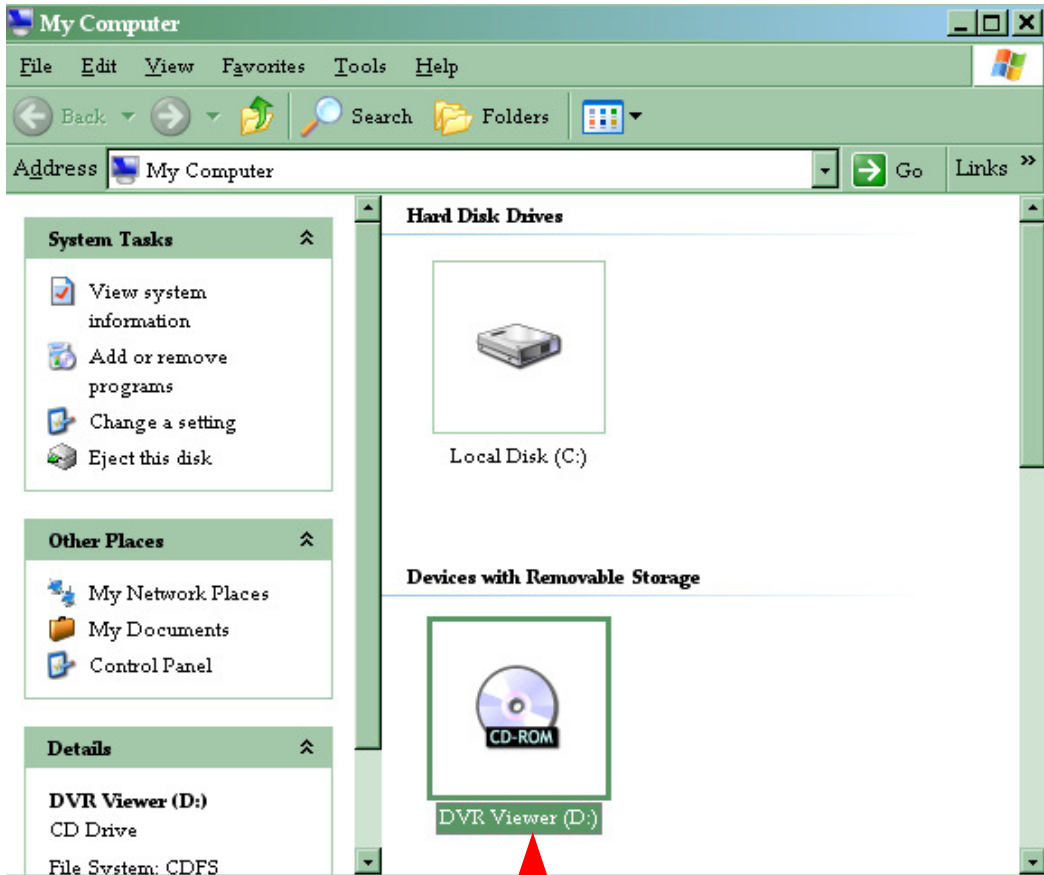 My Computer
File Edit View Favorites Tools Help
Back Search Folders
Address My Computer Go Links »
System Tasks
View system
information
Add or remove
programs
Change a setting
Eject this disk
Other Places
My Network Places
My Documents
Control Panel
Details
DVR Viewer (D:)
CD Drive
File System: CDFS
Hard Disk Drives
Local Disk (C:)
Devices with Removable Storage
CD-ROM
DVR Viewer (D:)